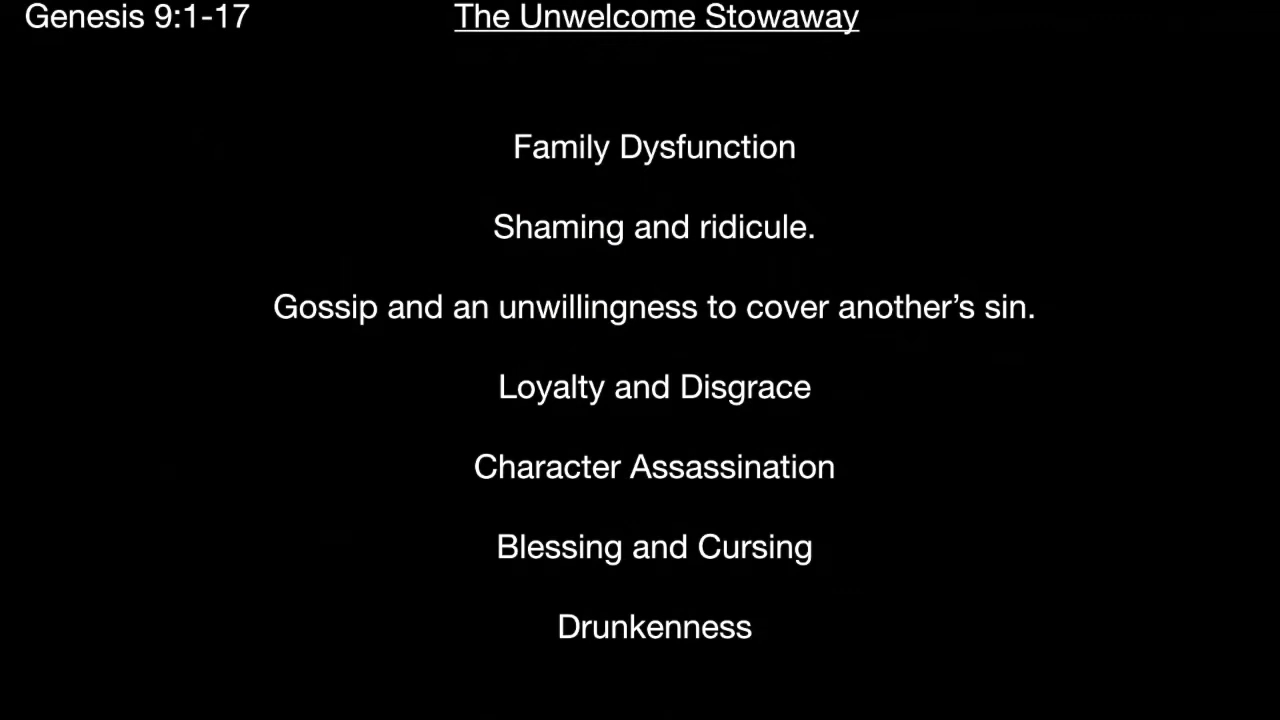 Genesis 9:1-17
The Unwelcome Stowaway
Family Dysfunction
Shaming and ridicule.
Gossip and an unwillingness to cover another’s sin.
Loyalty and Disgrace
Character Assassination
Blessing and Cursing
Drunkenness